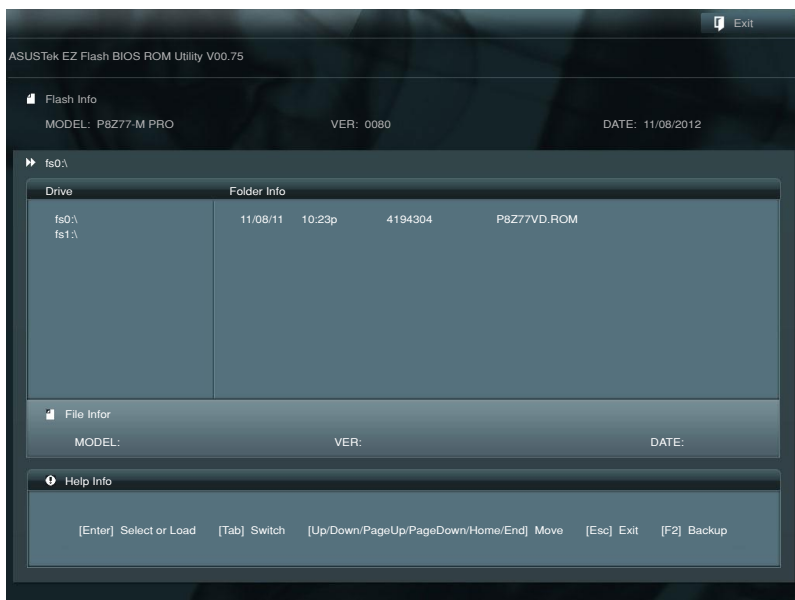 Exit
ASUSTek EZ Flash BIOS ROM Utility V00.75
Flash Info
MODEL: P8Z77-M PRO VER: 0080 DATE: 11/08/2012
fs0:\
Drive Folder Info
fs0:\ 11/08/11 10:23p 4194304 P8Z77VD.ROM
fs1:\
File Infor
MODEL: VER: DATE:
Help Info
[Enter] Select or Load [Tab] Switch [Up/Down/PageUp/PageDown/Home/End] Move [Esc] Exit [F2] Backup